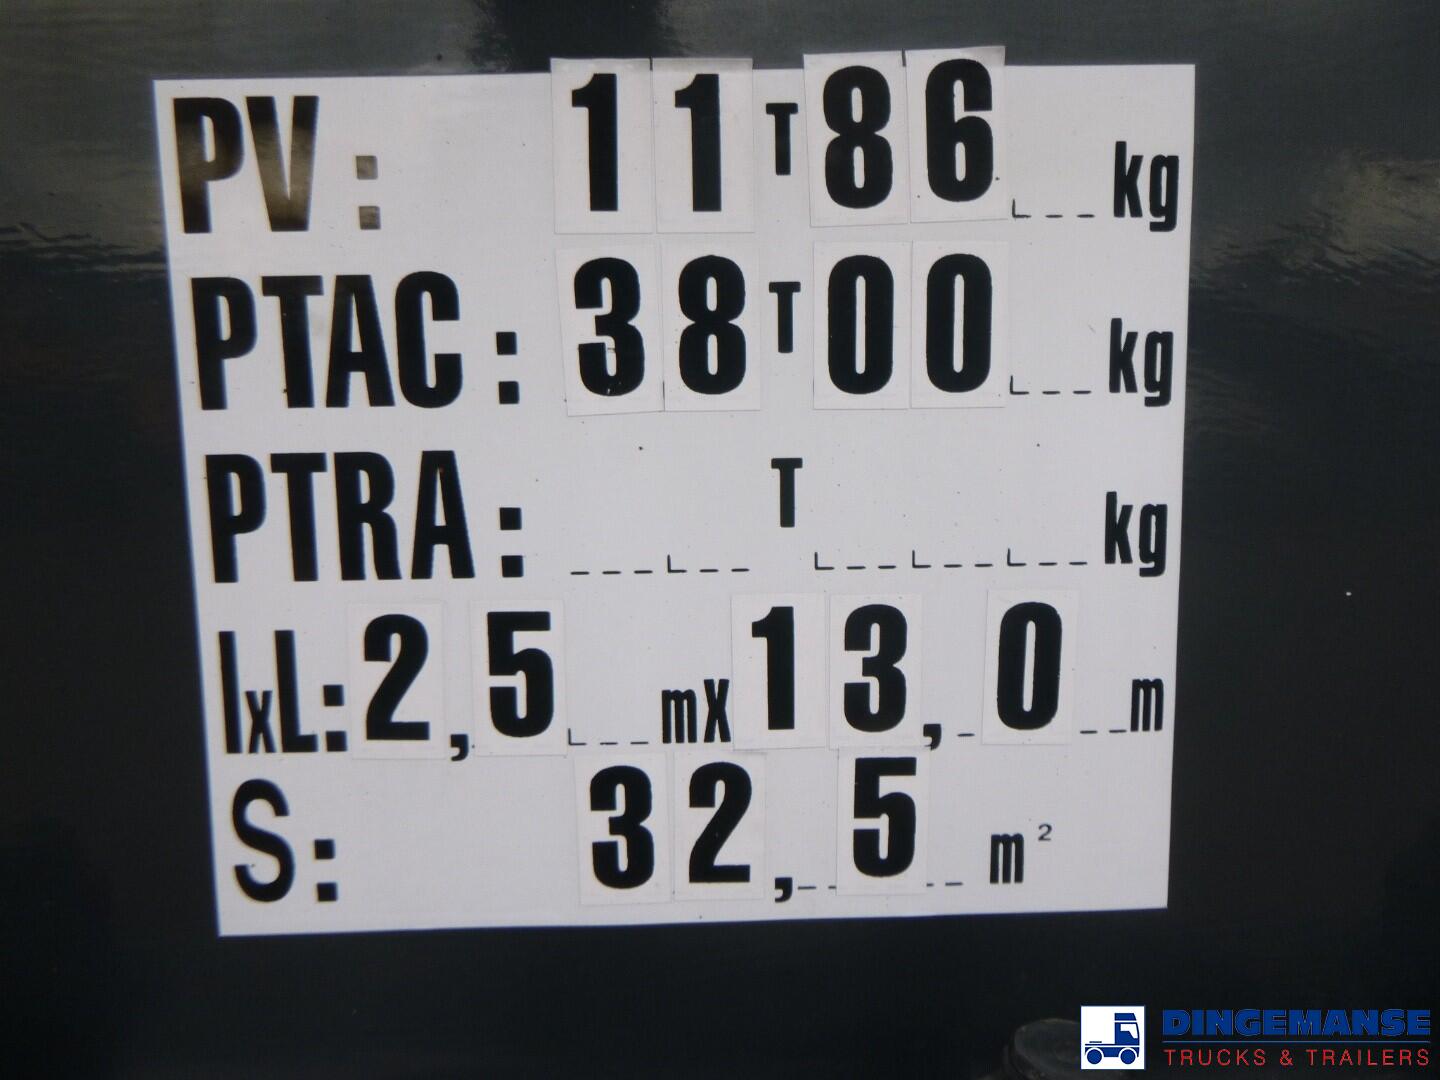 PV: 11 T 86 kg
PTAC: 38 T 00 kg
PTRA: T kg
lxL: 2,5 mX 13,0 m
S: 32,5 m²
DINGEMANSE
TRUCKS & TRAILERS